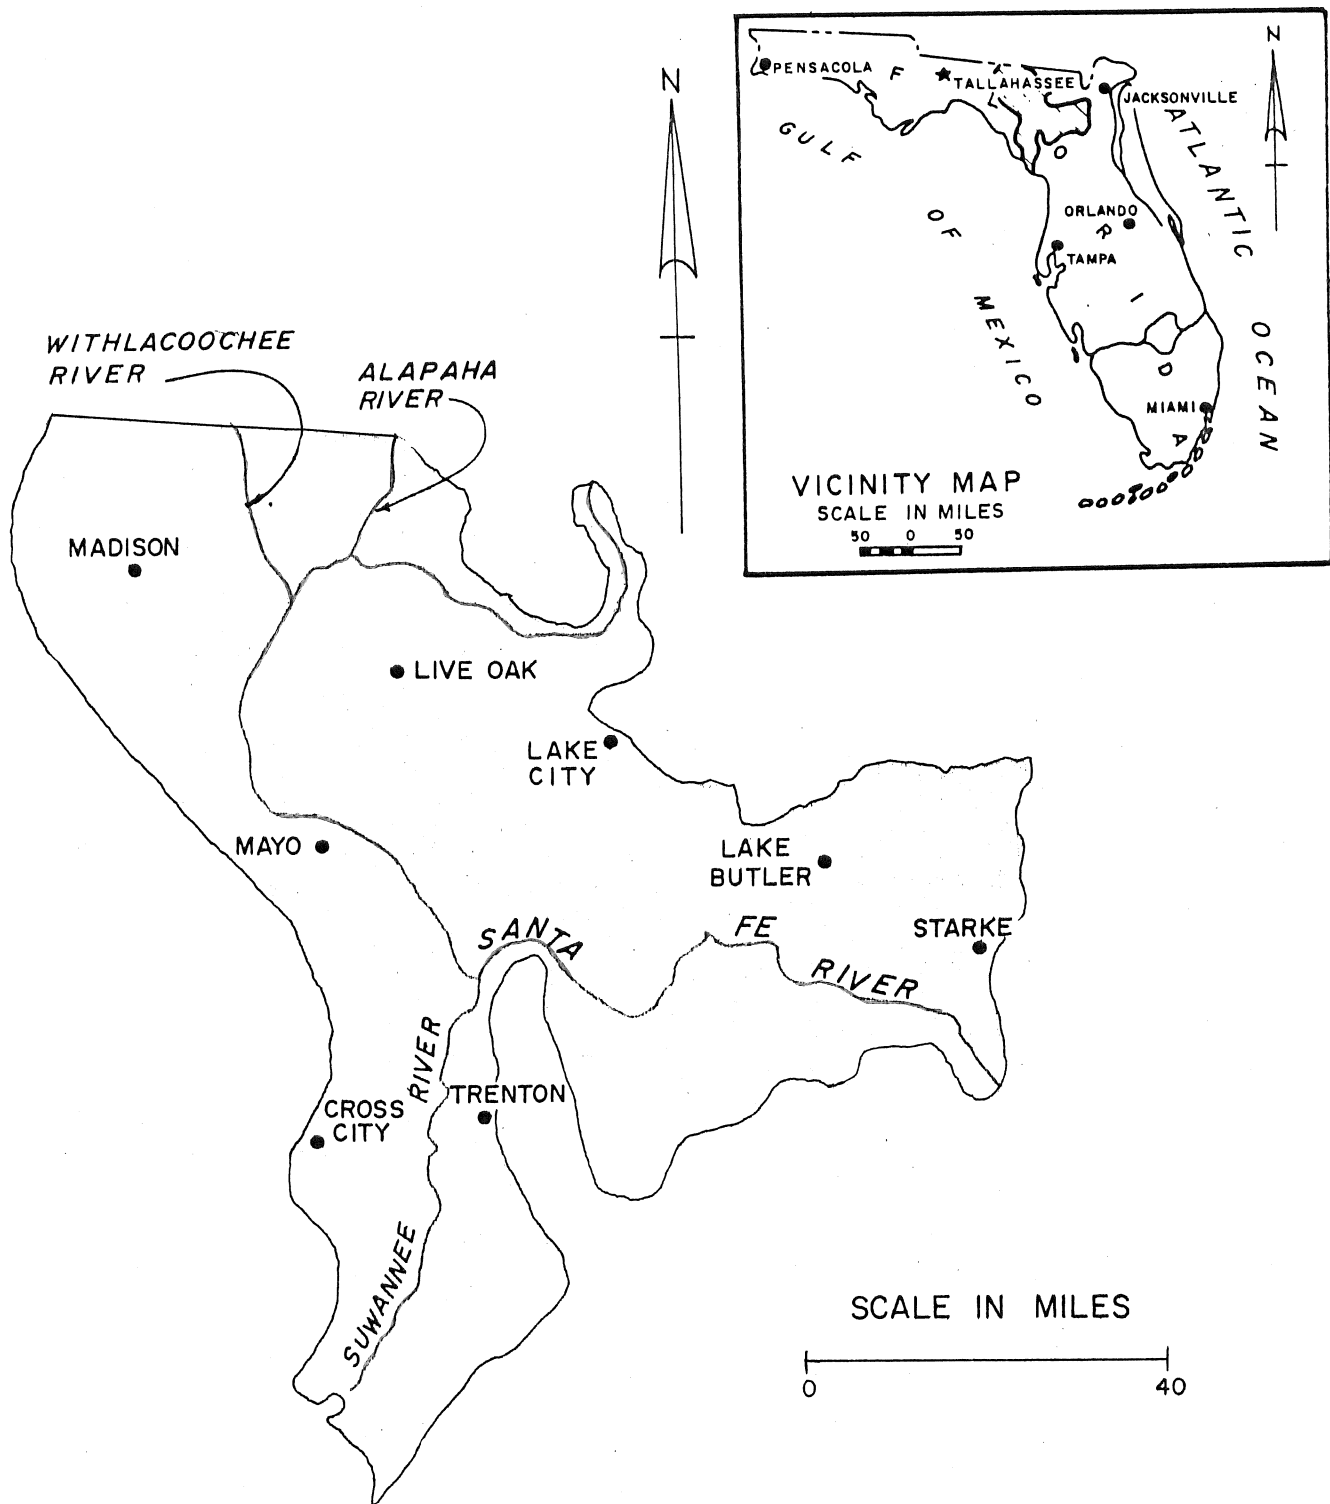 N
PENSACOLA
F
TALLAHASSEE
L
JACKSONVILLE
N
GULF
OF
MEXICO
ATLANTIC
OCEAN
O
ORLANDO
R
TAMPA
I
D
MIAMI
A
VICINITY MAP
SCALE IN MILES
50 0 50
WITHLACOOCHEE
RIVER
ALAPAHA
RIVER
MADISON
LIVE OAK
LAKE
CITY
MAYO
LAKE
BUTLER
STARKE
SANTA FE RIVER
TRENTON
CROSS
CITY
SUWANNEE RIVER
SCALE IN MILES
0 40